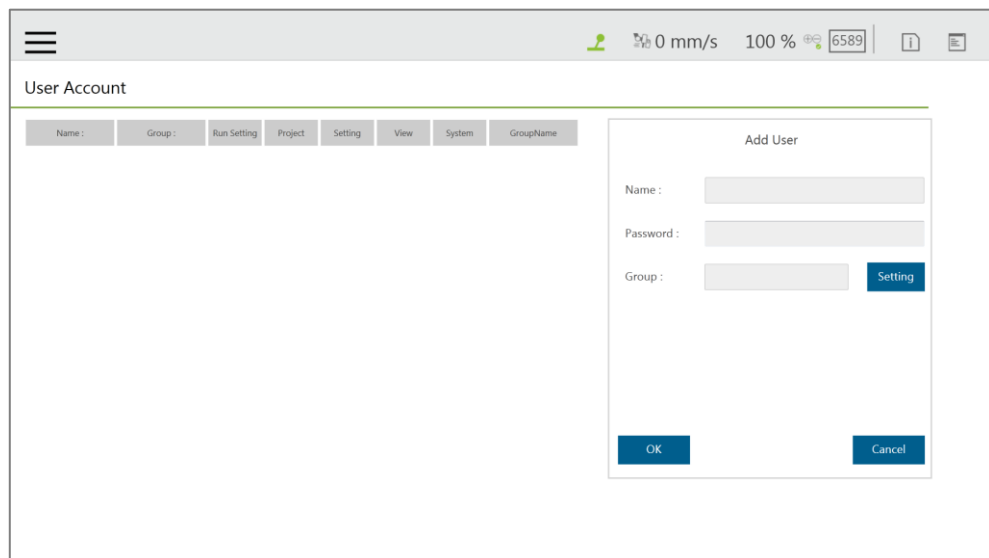 0 mm/s 100 % 6589
User Account
Name : Group : Run Setting Project Setting View System GroupName
Add User
Name :
Password :
Group : Setting
OK Cancel